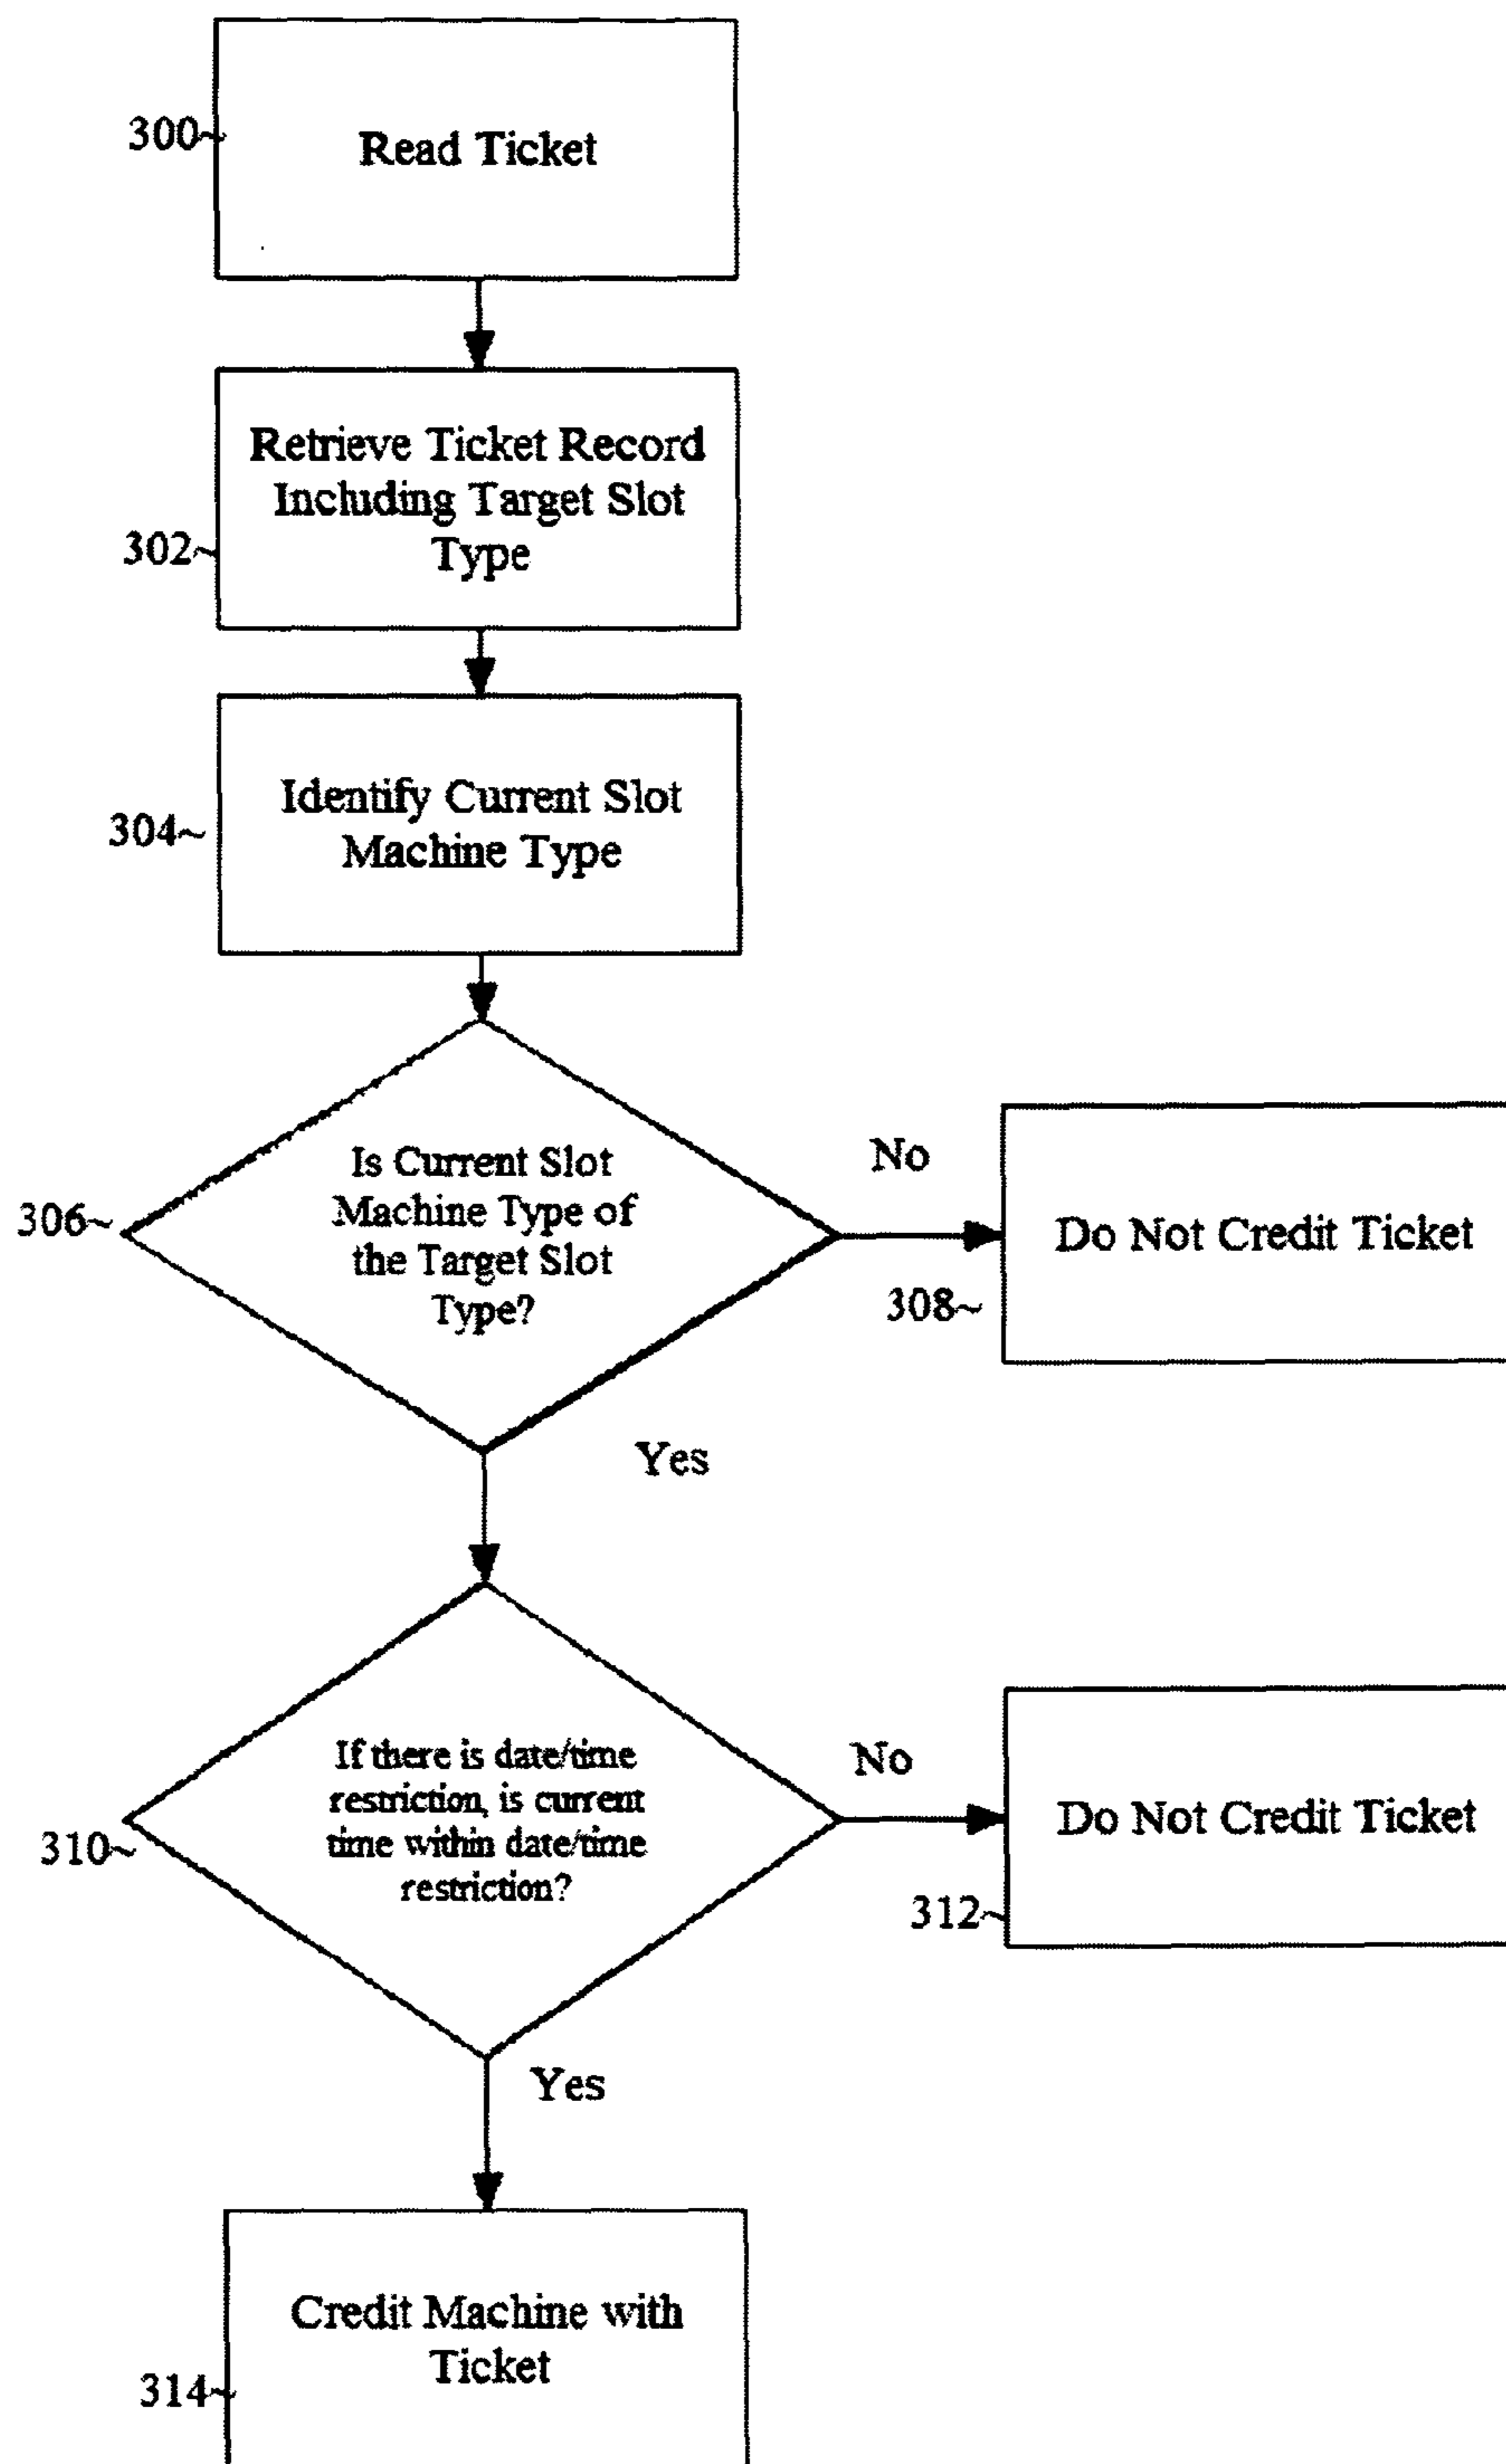 300~
Read Ticket
Retrieve Ticket Record
Including Target Slot
Type
302~
Identify Current Slot
Machine Type
304~
Is Current Slot
Machine Type of
the Target Slot
Type?
306~
No
Do Not Credit Ticket
308~
Yes
If there is date/time
restriction, is current
time within date/time
restriction?
310~
No
Do Not Credit Ticket
312~
Yes
Credit Machine with
Ticket
314~